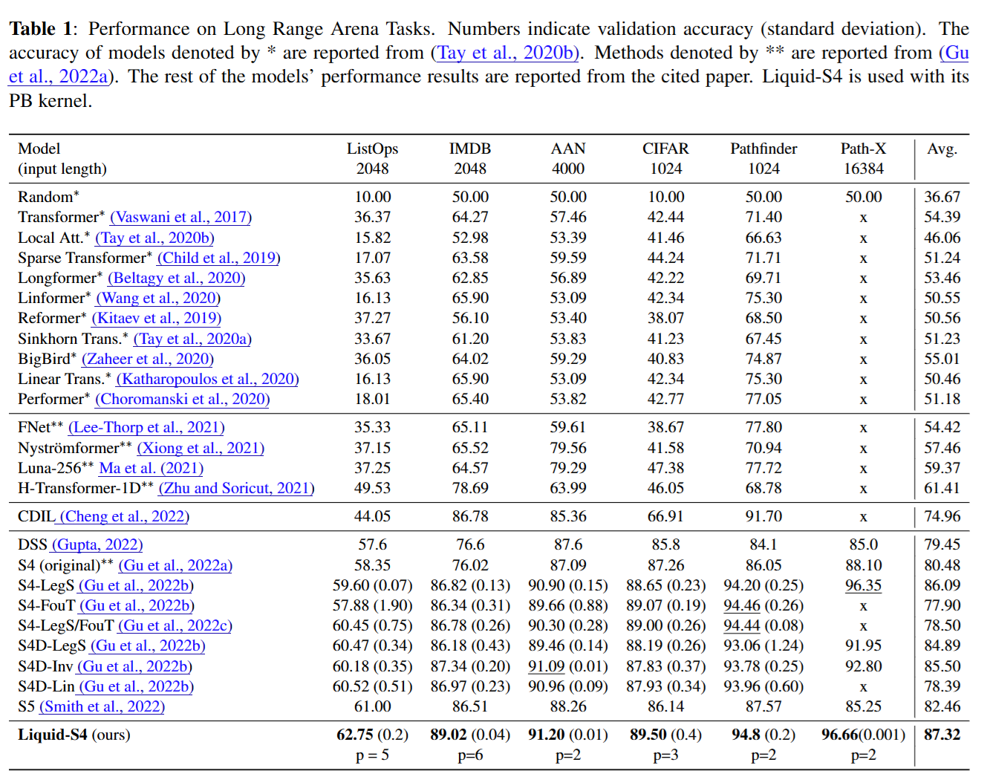 Table 1: Performance on Long Range Arena Tasks. Numbers indicate validation accuracy (standard deviation). The
accuracy of models denoted by * are reported from (Tay et al., 2020b). Methods denoted by ** are reported from (Gu
et al., 2022a). The rest of the models' performance results are reported from the cited paper. Liquid-S4 is used with its
PB kernel.
Model ListOps IMDB AAN CIFAR Pathfinder Path-X Avg.
(input length) 2048 2048 4000 1024 1024 16384
Random* 10.00 50.00 50.00 10.00 50.00 50.00 36.67
Transformer* (Vaswani et al., 2017) 36.37 64.27 57.46 42.44 71.40 x 54.39
Local Att.* (Tay et al., 2020b) 15.82 52.98 53.39 41.46 66.63 x 46.06
Sparse Transformer* (Child et al., 2019) 17.07 63.58 59.59 44.24 71.71 x 51.24
Longformer* (Beltagy et al., 2020) 35.63 62.85 56.89 42.22 69.71 x 53.46
Linformer* (Wang et al., 2020) 16.13 65.90 53.09 42.34 75.30 x 50.55
Reformer* (Kitaev et al., 2019) 37.27 56.10 53.40 38.07 68.50 x 50.56
Sinkhorn Trans.* (Tay et al., 2020a) 33.67 61.20 53.83 41.23 67.45 x 51.23
BigBird* (Zaheer et al., 2020) 36.05 64.02 59.29 40.83 74.87 x 55.01
Linear Trans.* (Katharopoulos et al., 2020) 16.13 65.90 53.09 42.34 75.30 x 50.46
Performer* (Choromanski et al., 2020) 18.01 65.40 53.82 42.77 77.05 x 51.18
FNet** (Lee-Thorp et al., 2021) 35.33 65.11 59.61 38.67 77.80 x 54.42
Nyströmformer** (Xiong et al., 2021) 37.15 65.52 79.56 41.58 70.94 x 57.46
Luna-256** Ma et al. (2021) 37.25 64.57 79.29 47.38 77.72 x 59.37
H-Transformer-1D** (Zhu and Soricut, 2021) 49.53 78.69 63.99 46.05 68.78 x 61.41
CDIL (Cheng et al., 2022) 44.05 86.78 85.36 66.91 91.70 x 74.96
DSS (Gupta, 2022) 57.6 76.6 87.6 85.8 84.1 85.0 79.45
S4 (original)** (Gu et al., 2022a) 58.35 76.02 87.09 87.26 86.05 88.10 80.48
S4-LegS (Gu et al., 2022b) 59.60 (0.07) 86.82 (0.13) 90.90 (0.15) 88.65 (0.23) 94.20 (0.25) 96.35 86.09
S4-FouT (Gu et al., 2022b) 57.88 (1.90) 86.34 (0.31) 89.66 (0.88) 89.07 (0.19) 94.46 (0.26) x 77.90
S4-LegS/FouT (Gu et al., 2022c) 60.45 (0.75) 86.78 (0.26) 90.30 (0.28) 89.00 (0.26) 94.44 (0.08) x 78.50
S4D-LegS (Gu et al., 2022b) 60.47 (0.34) 86.18 (0.43) 89.46 (0.14) 88.19 (0.26) 93.06 (1.24) 91.95 84.89
S4D-Inv (Gu et al., 2022b) 60.18 (0.35) 87.34 (0.20) 91.09 (0.01) 87.83 (0.37) 93.78 (0.25) 92.80 85.50
S4D-Lin (Gu et al., 2022b) 60.52 (0.51) 86.97 (0.23) 90.96 (0.09) 87.93 (0.34) 93.96 (0.60) x 78.39
S5 (Smith et al., 2022) 61.00 86.51 88.26 86.14 87.57 85.25 82.46
Liquid-S4 (ours) 62.75 (0.2) 89.02 (0.04) 91.20 (0.01) 89.50 (0.4) 94.8 (0.2) 96.66(0.001) 87.32
p = 5 p=6 p=2 p=3 p=2 p=2